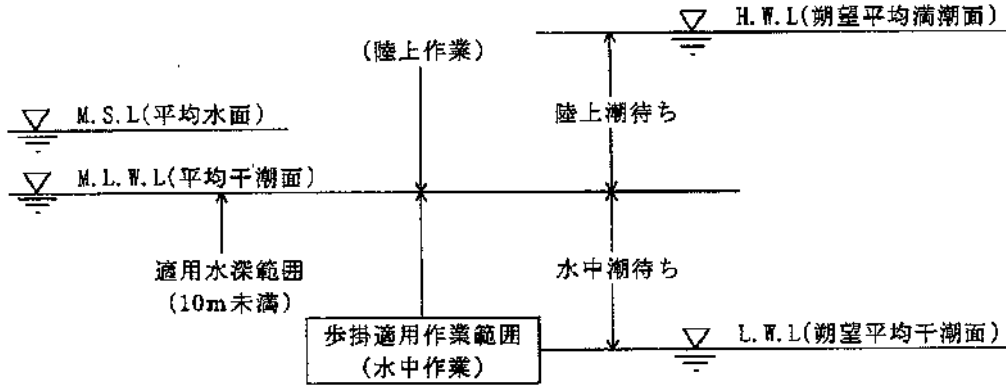 H.W.L(朔望平均満潮面)
(陸上作業)
M.S.L(平均水面)
陸上潮待ち
M.L.W.L(平均干潮面)
適用水深範囲
(10m未満)
水中潮待ち
歩掛適用作業範囲
(水中作業)
L.W.L(朔望平均干潮面)